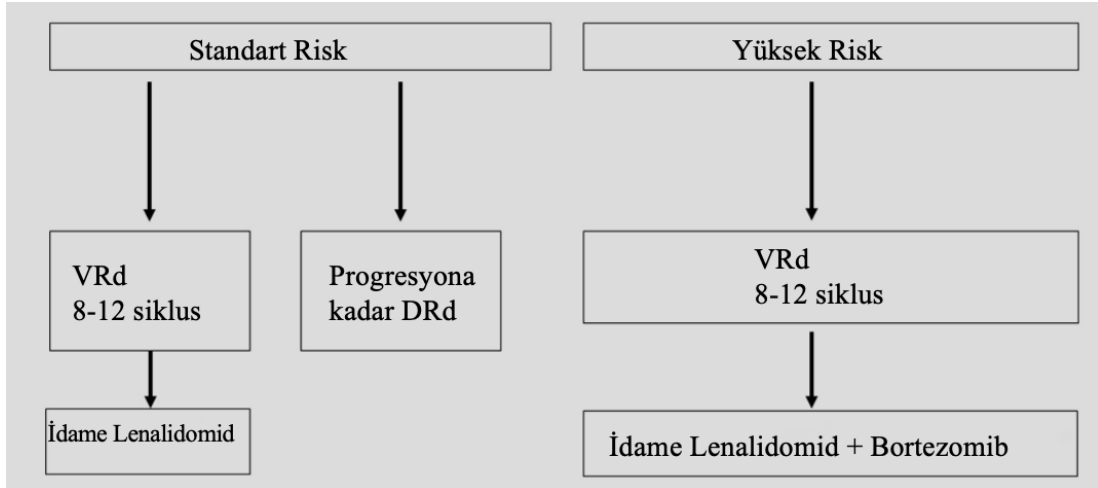 Standart Risk
Yüksek Risk
VRd
8-12 siklus
Progresyona
kadar DRd
VRd
8-12 siklus
İdame Lenalidomid
İdame Lenalidomid + Bortezomib